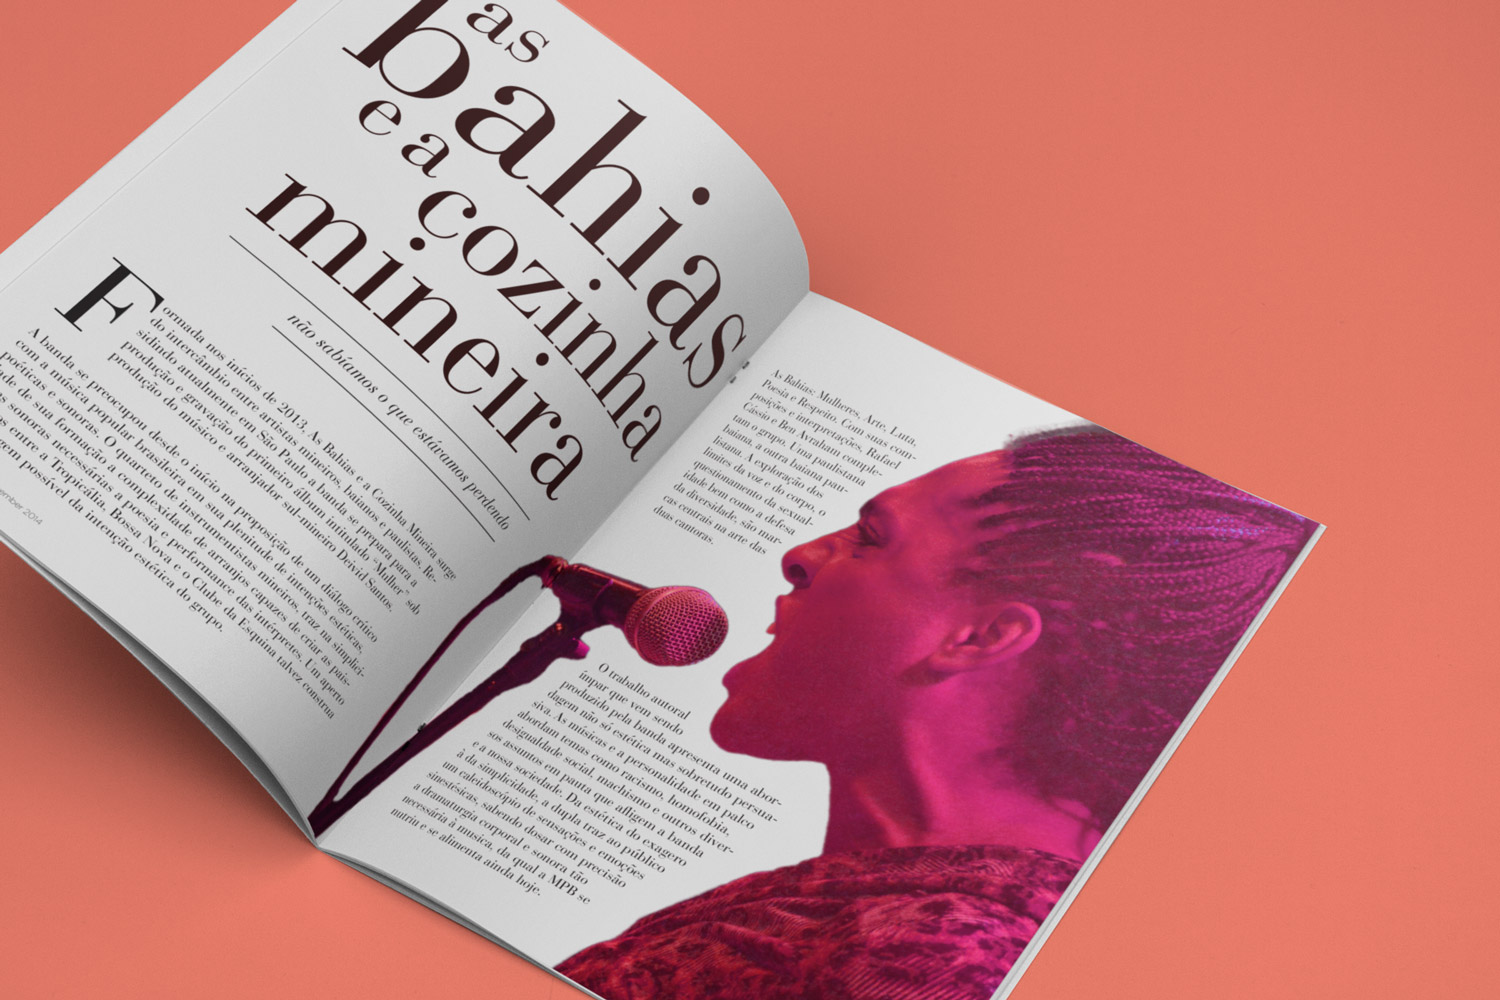 as
bahias
e a
cozinha
mineira
não sabíamos o que estávamos perdendo
Formada nos inícios de 2013, As Bahias e a Cozinha Mineira surge
do intercâmbio entre artistas mineiros, baianos e paulistas. Re-
sidindo atualmente em São Paulo a banda se prepara para a
produção e gravação do primeiro álbum intitulado "Mulher" sob
produção do músico e arranjador sul-mineiro Deivid Santos.
A banda se preocupou desde o início na proposição de um diálogo crítico
com a música popular brasileira em sua plenitude de intenções estéticas,
poéticas e sonoras. O quarteto de instrumentistas mineiros, traz na simplici-
de sua formação a complexidade de arranjos capazes de criar as pais-
sonoras necessárias a poesia e performance das intérpretes. Um aperto
entre a Tropicália, Bossa Nova e o Clube da Esquina talvez construa
possível da intenção estética do grupo.
ember 2014
As Bahias: Mulheres, Arte, Luta,
Poesia e Respeito. Com suas com-
posições e interpretações, Rafael
Cássio e Ben Avraham comple-
tam o grupo. Uma paulistana
baiana, a outra baiana pau-
listana. A exploração dos
limites da voz e do corpo, o
questionamento da sexual-
idade bem como a defesa
da diversidade, são mar-
cas centrais na arte das
duas cantoras.
O trabalho autoral
ímpar que vem sendo
produzido pela banda apresenta uma abor-
dagem não só estética mas sobretudo persua-
siva. As músicas e a personalidade em palco
abordam temas como racismo, homofobia,
desigualdade social, machismo e outros diver-
sos assuntos em pauta que afligem a banda
e a nossa sociedade. Da estética do exagero
à da simplicidade, a dupla traz ao público
um caleidoscópio de sensações e emoções
sinestésicas, sabendo dosar com precisão
a dramaturgia corporal e sonora tão
necessária à música, da qual a MPB se
nutriu e se alimenta ainda hoje.